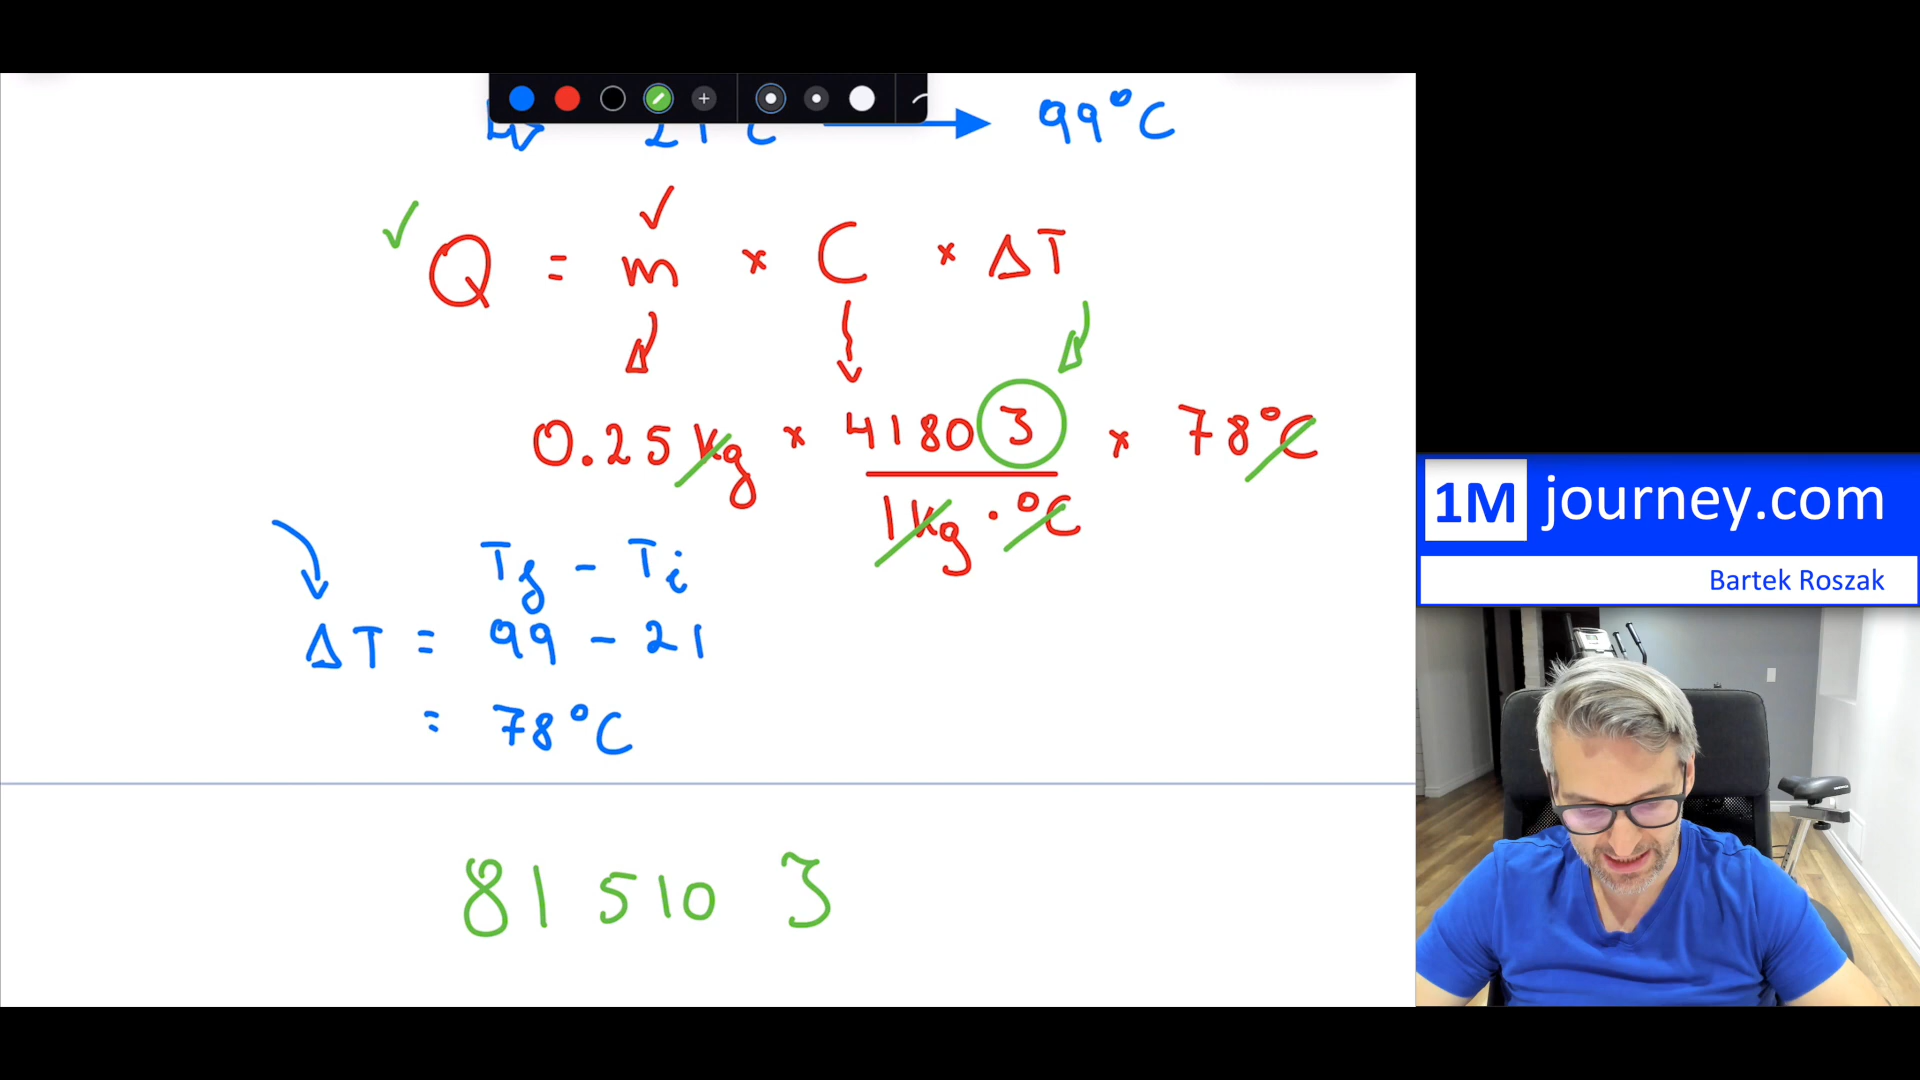 21°C 99°C
Q = m × C × ΔT
0.25 kg × 4180 J × 78°C
1 kg · °C
Tf - Ti
ΔT = 99 - 21
= 78°C
81 510 J
1M journey.com
Bartek Roszak